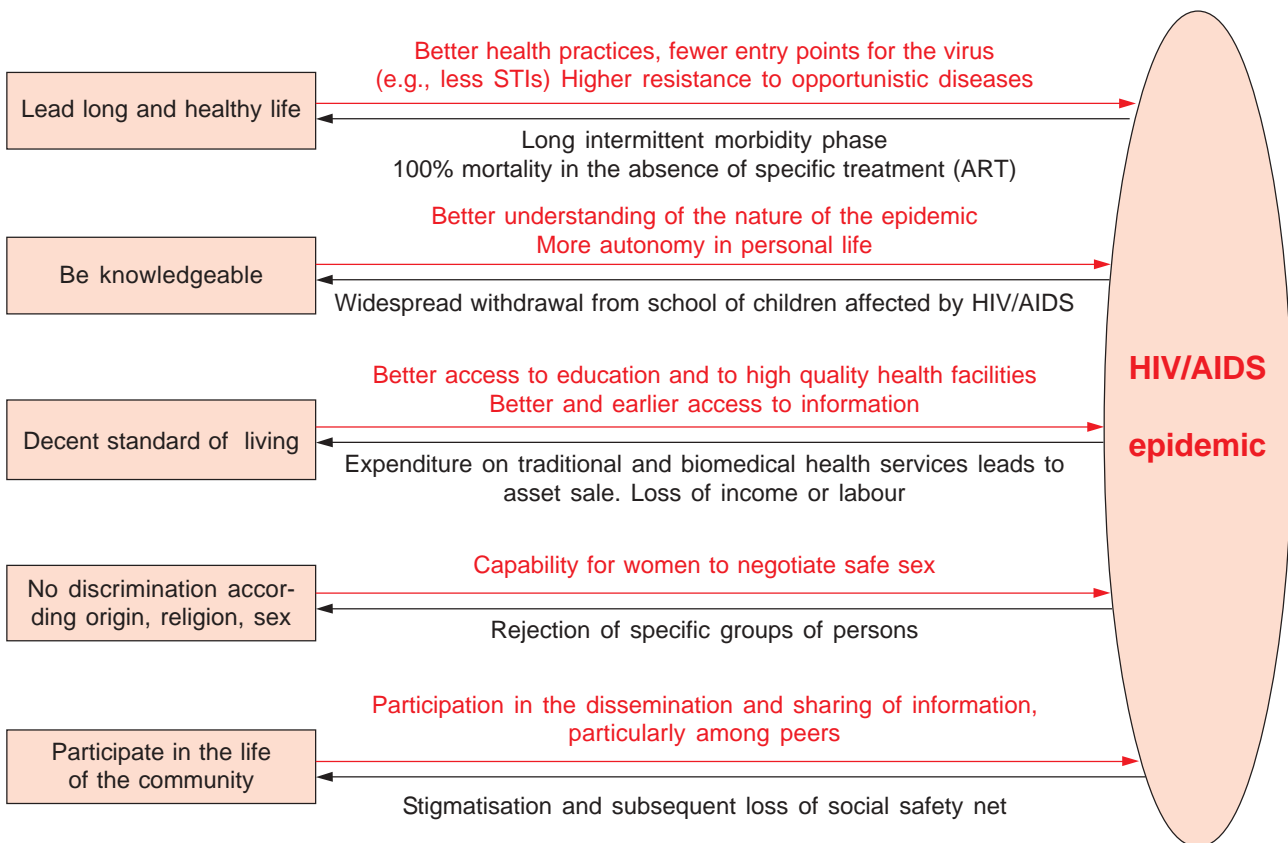 Better health practices, fewer entry points for the virus
(e.g., less STIs) Higher resistance to opportunistic diseases
Lead long and healthy life
Long intermittent morbidity phase
100% mortality in the absence of specific treatment (ART)
Better understanding of the nature of the epidemic
More autonomy in personal life
Be knowledgeable
Widespread withdrawal from school of children affected by HIV/AIDS
Better access to education and to high quality health facilities
Better and earlier access to information
Decent standard of living
Expenditure on traditional and biomedical health services leads to
asset sale. Loss of income or labour
Capability for women to negotiate safe sex
No discrimination accor-
ding origin, religion, sex
Rejection of specific groups of persons
Participation in the dissemination and sharing of information,
particularly among peers
Participate in the life
of the community
Stigmatisation and subsequent loss of social safety net
HIV/AIDS
epidemic